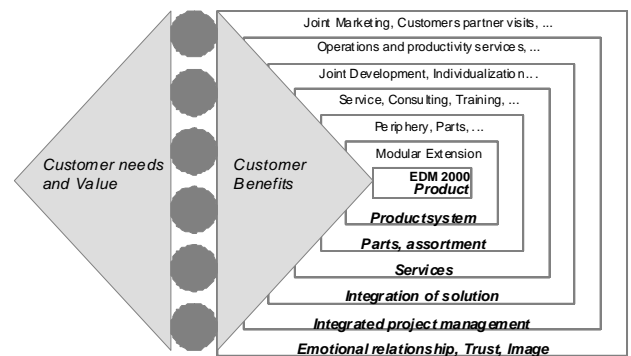 Joint Marketing, Customers partner visits, ...
Operations and productivity services, ...
Joint Development, Individualization...
Service, Consulting, Training, ...
Periphery, Parts, ...
Modular Extension
EDM 2000
Product
Customer needs
and Value
Customer
Benefits
Productsystem
Parts, assortment
Services
Integration of solution
Integrated project management
Emotional relationship, Trust, Image